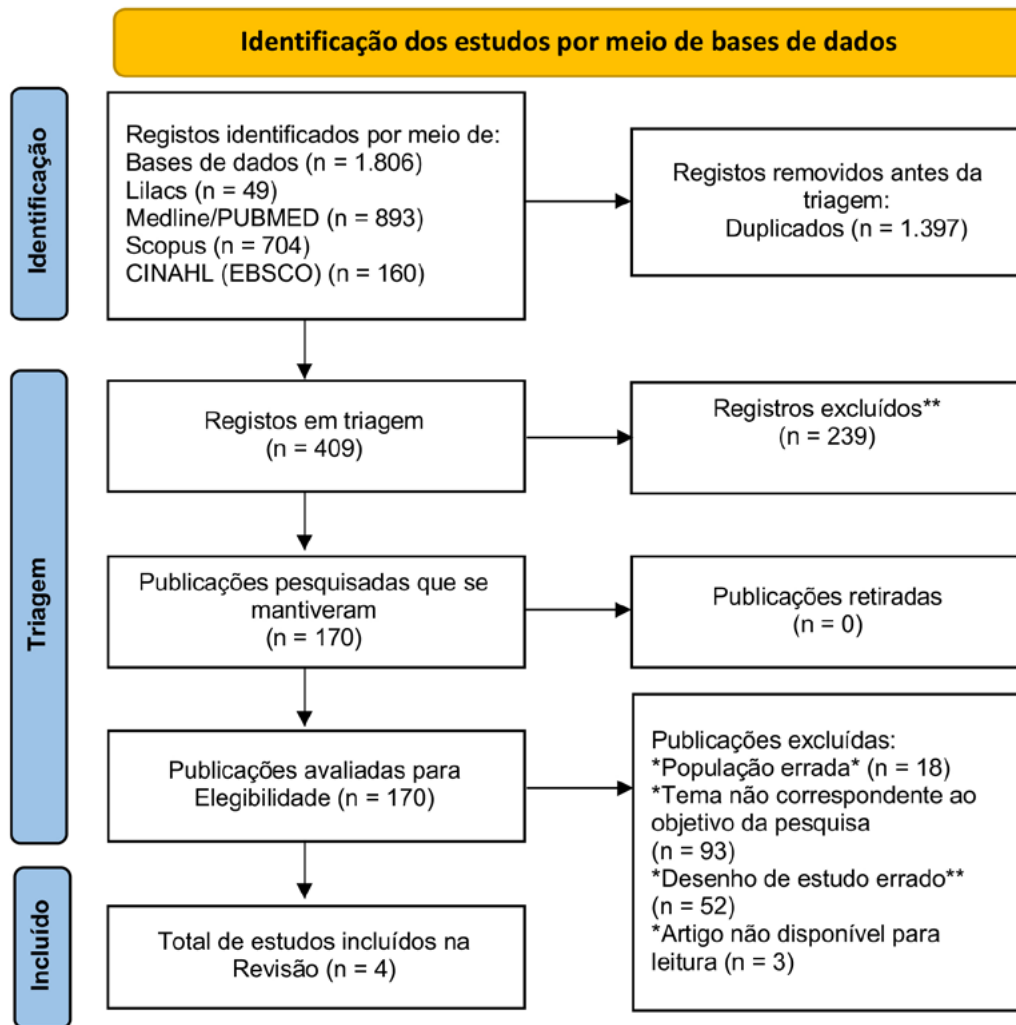 Identificação dos estudos por meio de bases de dados
Identificação
Registos identificados por meio de:
Bases de dados (n = 1.806)
Lilacs (n = 49)
Medline/PUBMED (n = 893)
Scopus (n = 704)
CINAHL (EBSCO) (n = 160)
Registos removidos antes da
triagem:
Duplicados (n = 1.397)
Triagem
Registos em triagem
(n = 409)
Registros excluídos**
(n = 239)
Publicações pesquisadas que se
mantiveram
(n = 170)
Publicações retiradas
(n = 0)
Publicações avaliadas para
Elegibilidade (n = 170)
Publicações excluídas:
*População errada* (n = 18)
*Tema não correspondente ao
objetivo da pesquisa
(n = 93)
*Desenho de estudo errado**
(n = 52)
*Artigo não disponível para
leitura (n = 3)
Incluído
Total de estudos incluídos na
Revisão (n = 4)